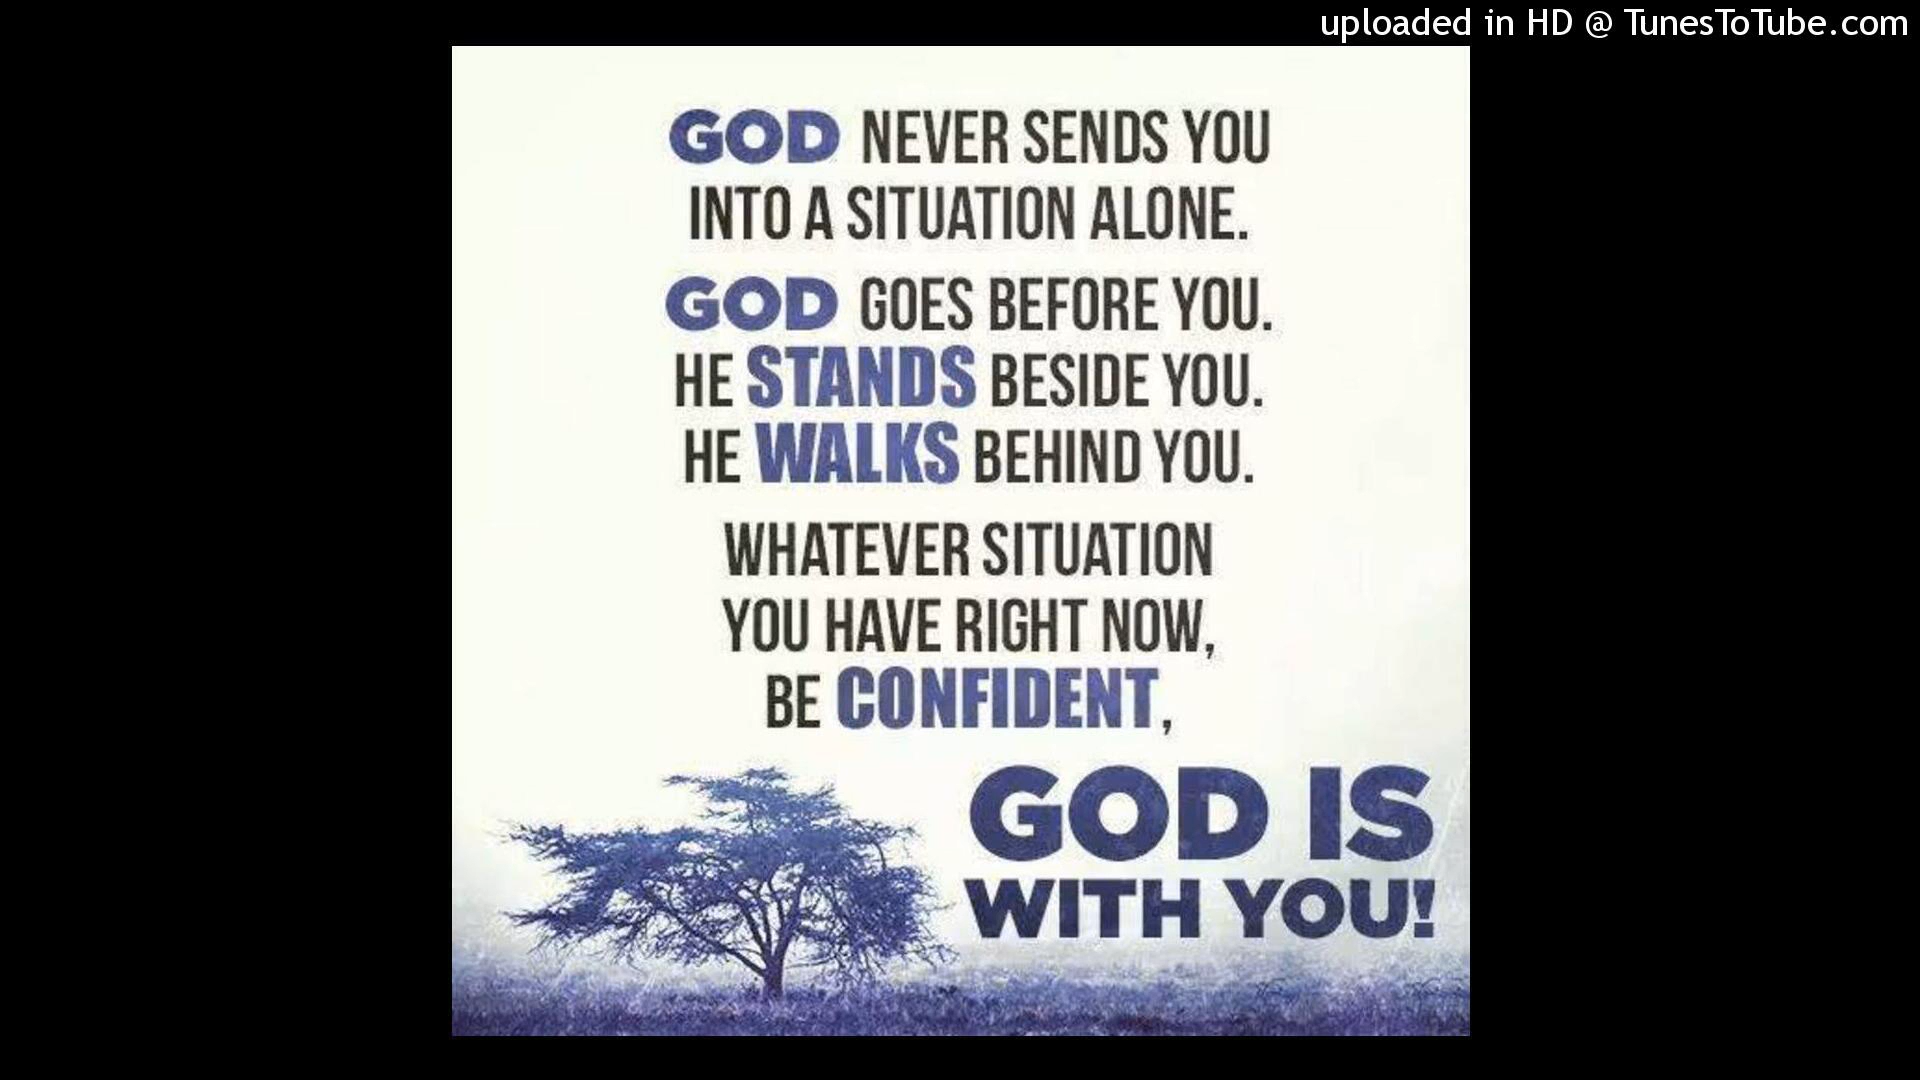 uploaded in HD @ TunesToTube.com
GOD NEVER SENDS YOU
INTO A SITUATION ALONE.
GOD GOES BEFORE YOU.
HE STANDS BESIDE YOU.
HE WALKS BEHIND YOU.
WHATEVER SITUATION
YOU HAVE RIGHT NOW,
BE CONFIDENT,
GOD IS
WITH YOU!